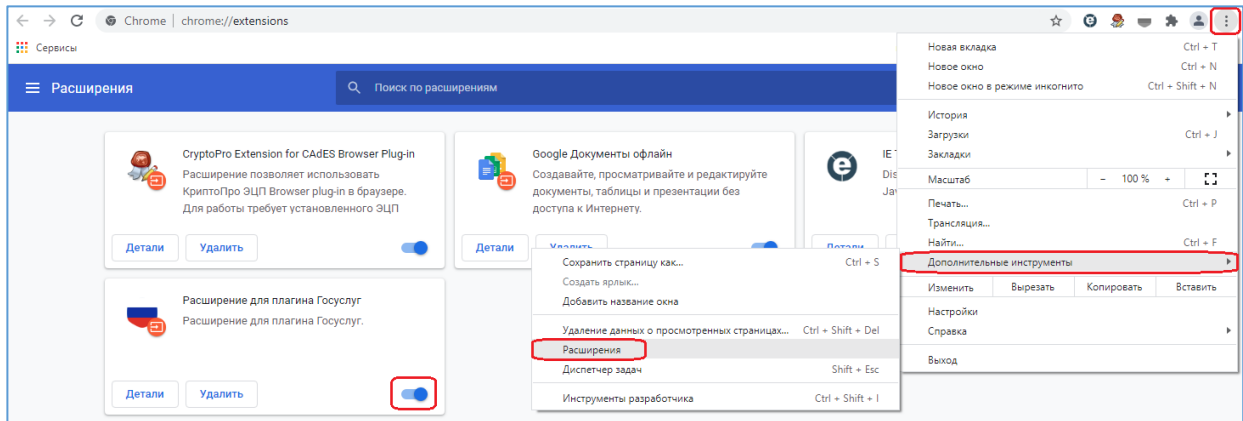 Chrome | chrome://extensions
Сервисы
Расширения
Поиск по расширениям
CryptoPro Extension for CAdES Browser Plug-in
Расширение позволяет использовать
КриптоПро ЭЦП Browser plug-in в браузере.
Для работы требует установленного ЭЦП
Детали Удалить
Google Документы офлайн
Создавайте, просматривайте и редактируйте
документы, таблицы и презентации без
доступа к Интернету.
Детали Удалить
IE
Dis
Детали
Расширение для плагина Госуслуг
Расширение для плагина Госуслуг.
Детали Удалить
Новая вкладка Ctrl + T
Новое окно Ctrl + N
Новое окно в режиме инкогнито Ctrl + Shift + N
История
Загрузки Ctrl + J
Закладки
Масштаб - 100 % +
Печать... Ctrl + P
Трансляция...
Найти... Ctrl + F
Дополнительные инструменты
Изменить Вырезать Копировать Вставить
Настройки
Справка
Выход
Сохранить страницу как... Ctrl + S
Создать ярлык...
Добавить название окна
Удаление данных о просмотренных страницах... Ctrl + Shift + Del
Расширения
Диспетчер задач Shift + Esc
Инструменты разработчика Ctrl + Shift + I